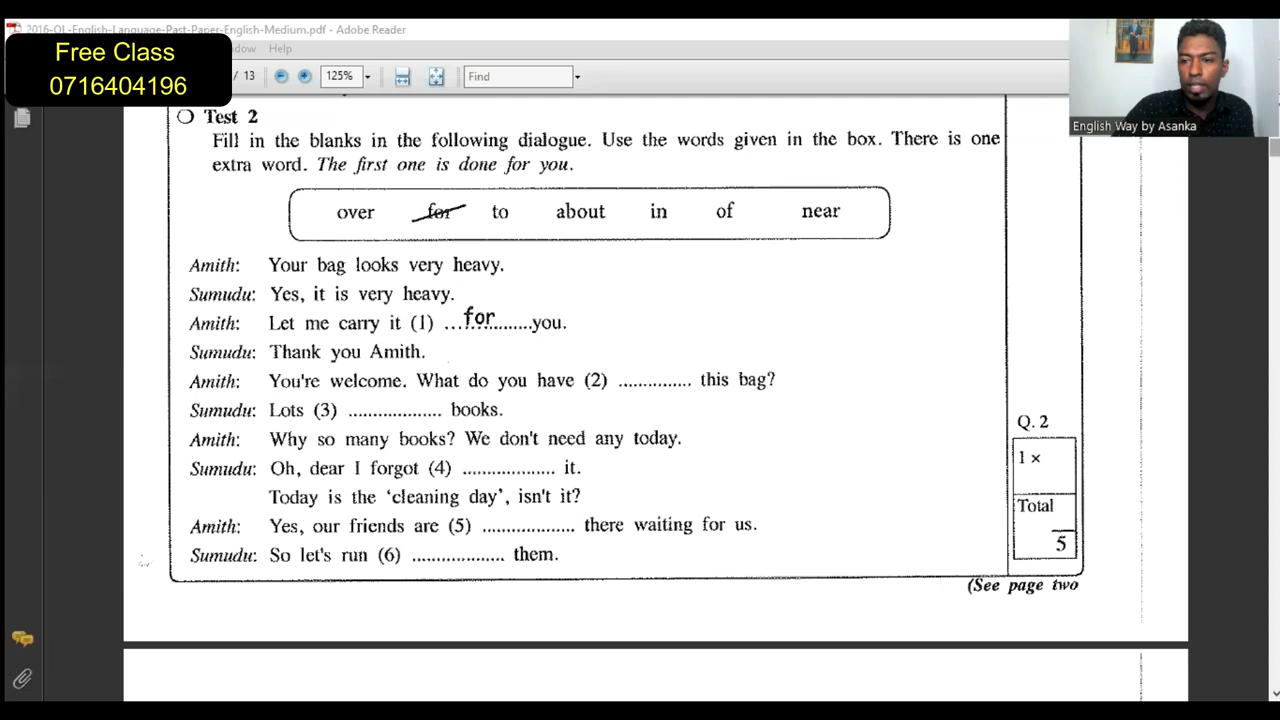 2016-OL-English-Language-Past-Paper-English-Medium.pdf - Adobe Reader
Help
Free Class
0716404196
/ 13
125%
Find
English Way by Asanka
Test 2
Fill in the blanks in the following dialogue. Use the words given in the box. There is one
extra word. The first one is done for you.
over for to about in of near
Amith: Your bag looks very heavy.
Sumudu: Yes, it is very heavy.
Amith: Let me carry it (1) ...for.........you.
Sumudu: Thank you Amith.
Amith: You're welcome. What do you have (2) .............. this bag?
Sumudu: Lots (3) ................... books.
Amith: Why so many books? We don't need any today.
Sumudu: Oh, dear I forgot (4) ................... it.
Today is the 'cleaning day', isn't it?
Amith: Yes, our friends are (5) ................... there waiting for us.
Sumudu: So let's run (6) ................... them.
Q. 2
1 ×
Total
5
(See page two